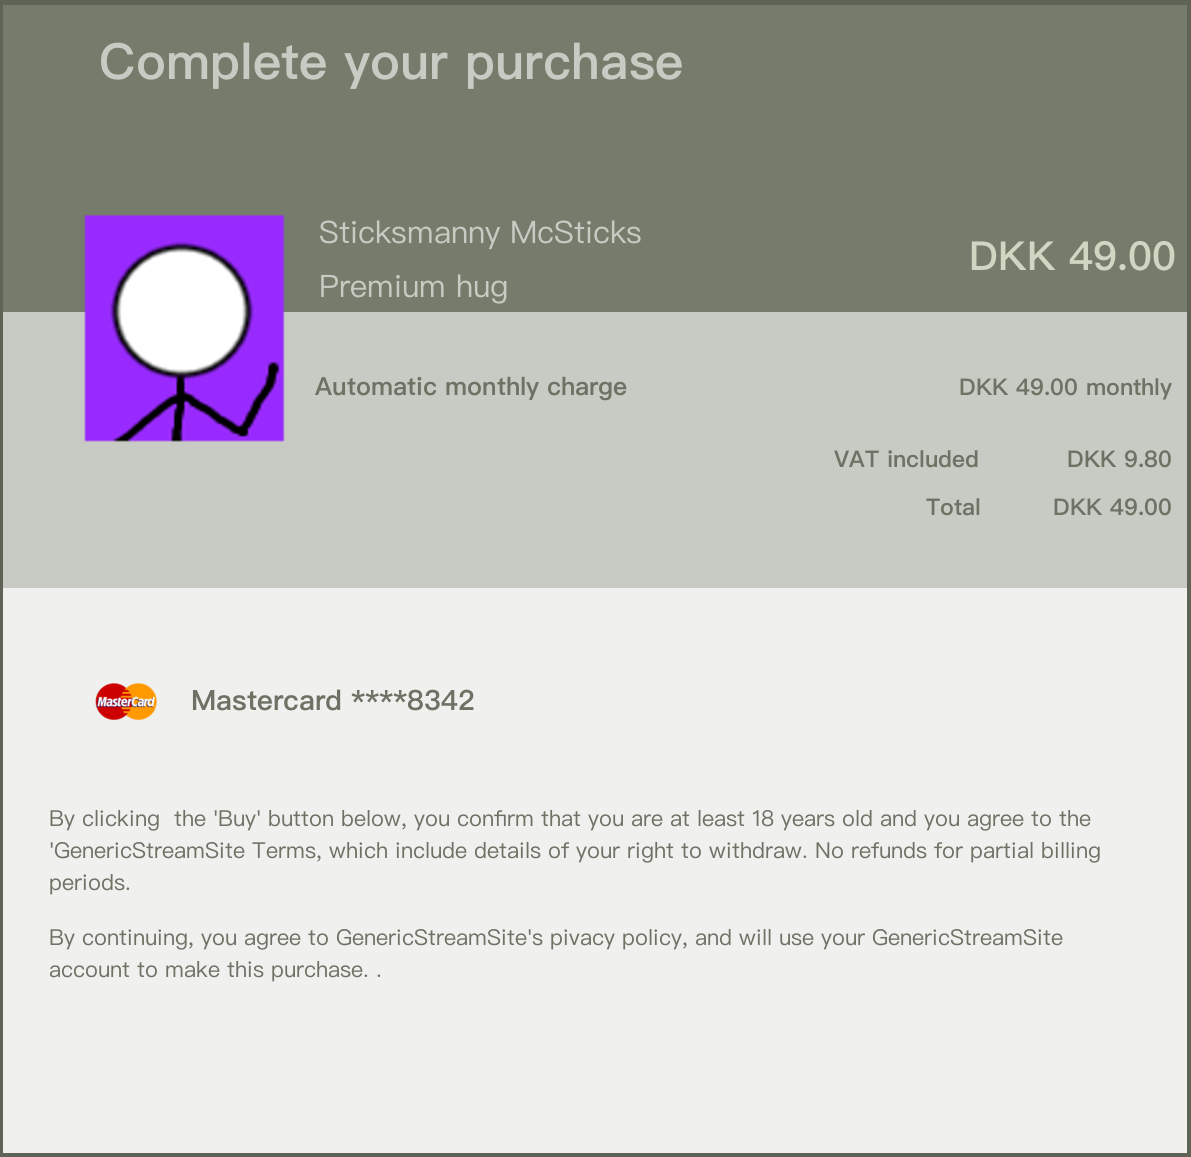 Complete your purchase
Sticksmanny McSticks
Premium hug
DKK 49.00
Automatic monthly charge
DKK 49.00 monthly
VAT included
DKK 9.80
Total
DKK 49.00
MasterCard
Mastercard ****8342
By clicking  the 'Buy' button below, you confirm that you are at least 18 years old and you agree to the
'GenericStreamSite Terms, which include details of your right to withdraw. No refunds for partial billing
periods.
By continuing, you agree to GenericStreamSite's pivacy policy, and will use your GenericStreamSite
account to make this purchase. .